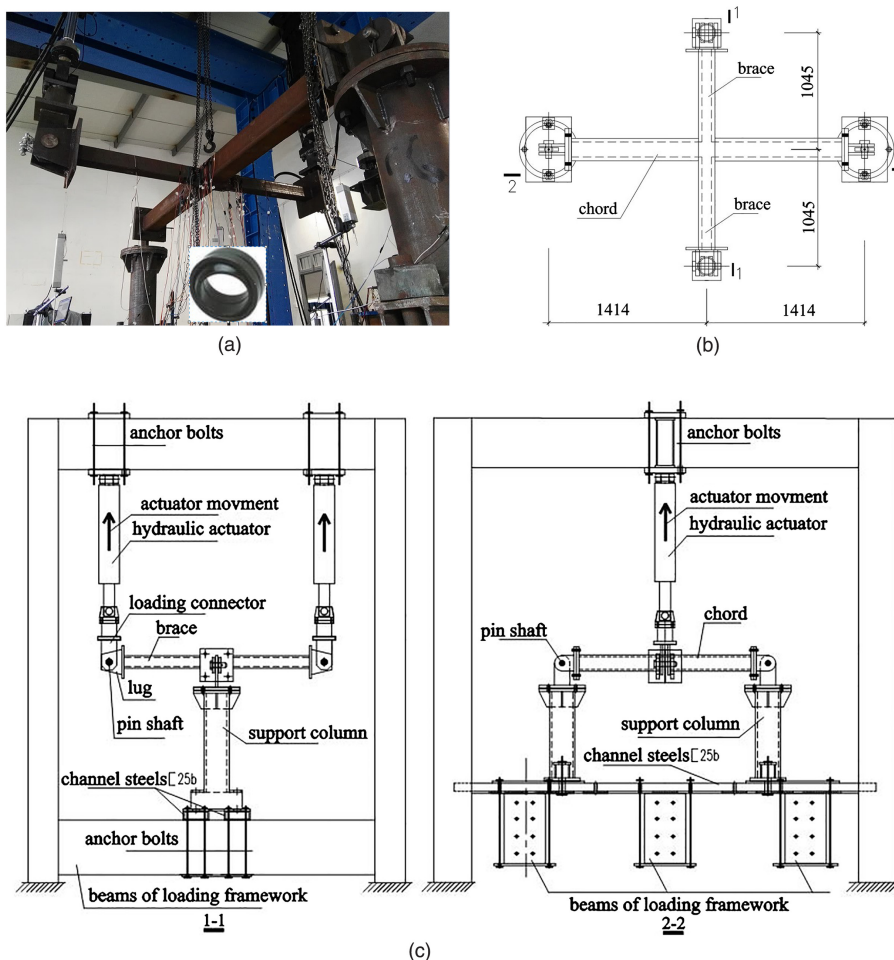 1
brace
1045
2
chord
brace
1045
1
1414
1414
(a)
(b)
anchor bolts
actuator movment
hydraulic actuator
loading connector
brace
lug
pin shaft
support column
channel steels[25b
anchor bolts
beams of loading framework
1-1
anchor bolts
actuator movment
hydraulic actuator
chord
pin shaft
support column
channel steels[25b
beams of loading framework
2-2
(c)